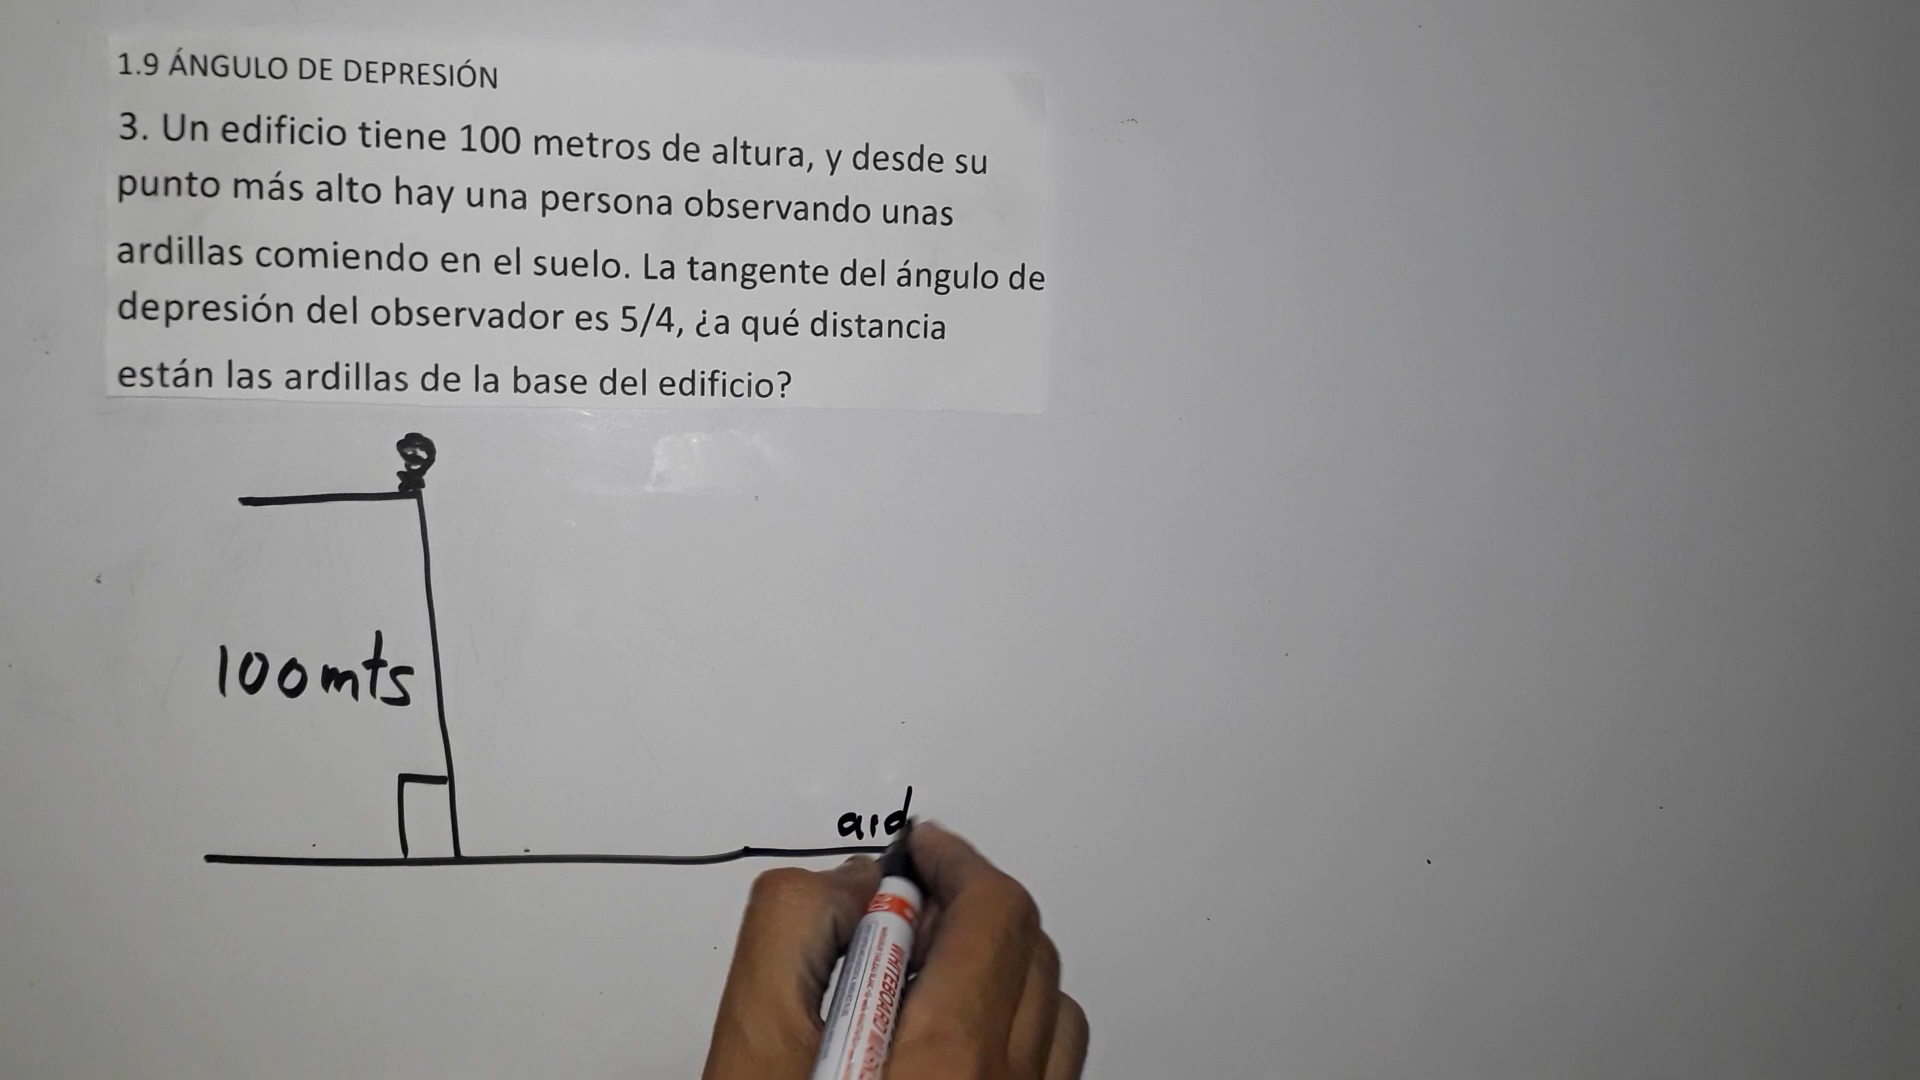 1.9 ÁNGULO DE DEPRESIÓN
3. Un edificio tiene 100 metros de altura, y desde su
punto más alto hay una persona observando unas
ardillas comiendo en el suelo. La tangente del ángulo de
depresión del observador es 5/4, ¿a qué distancia
están las ardillas de la base del edificio?
100mts
ard
WHITEBOARD